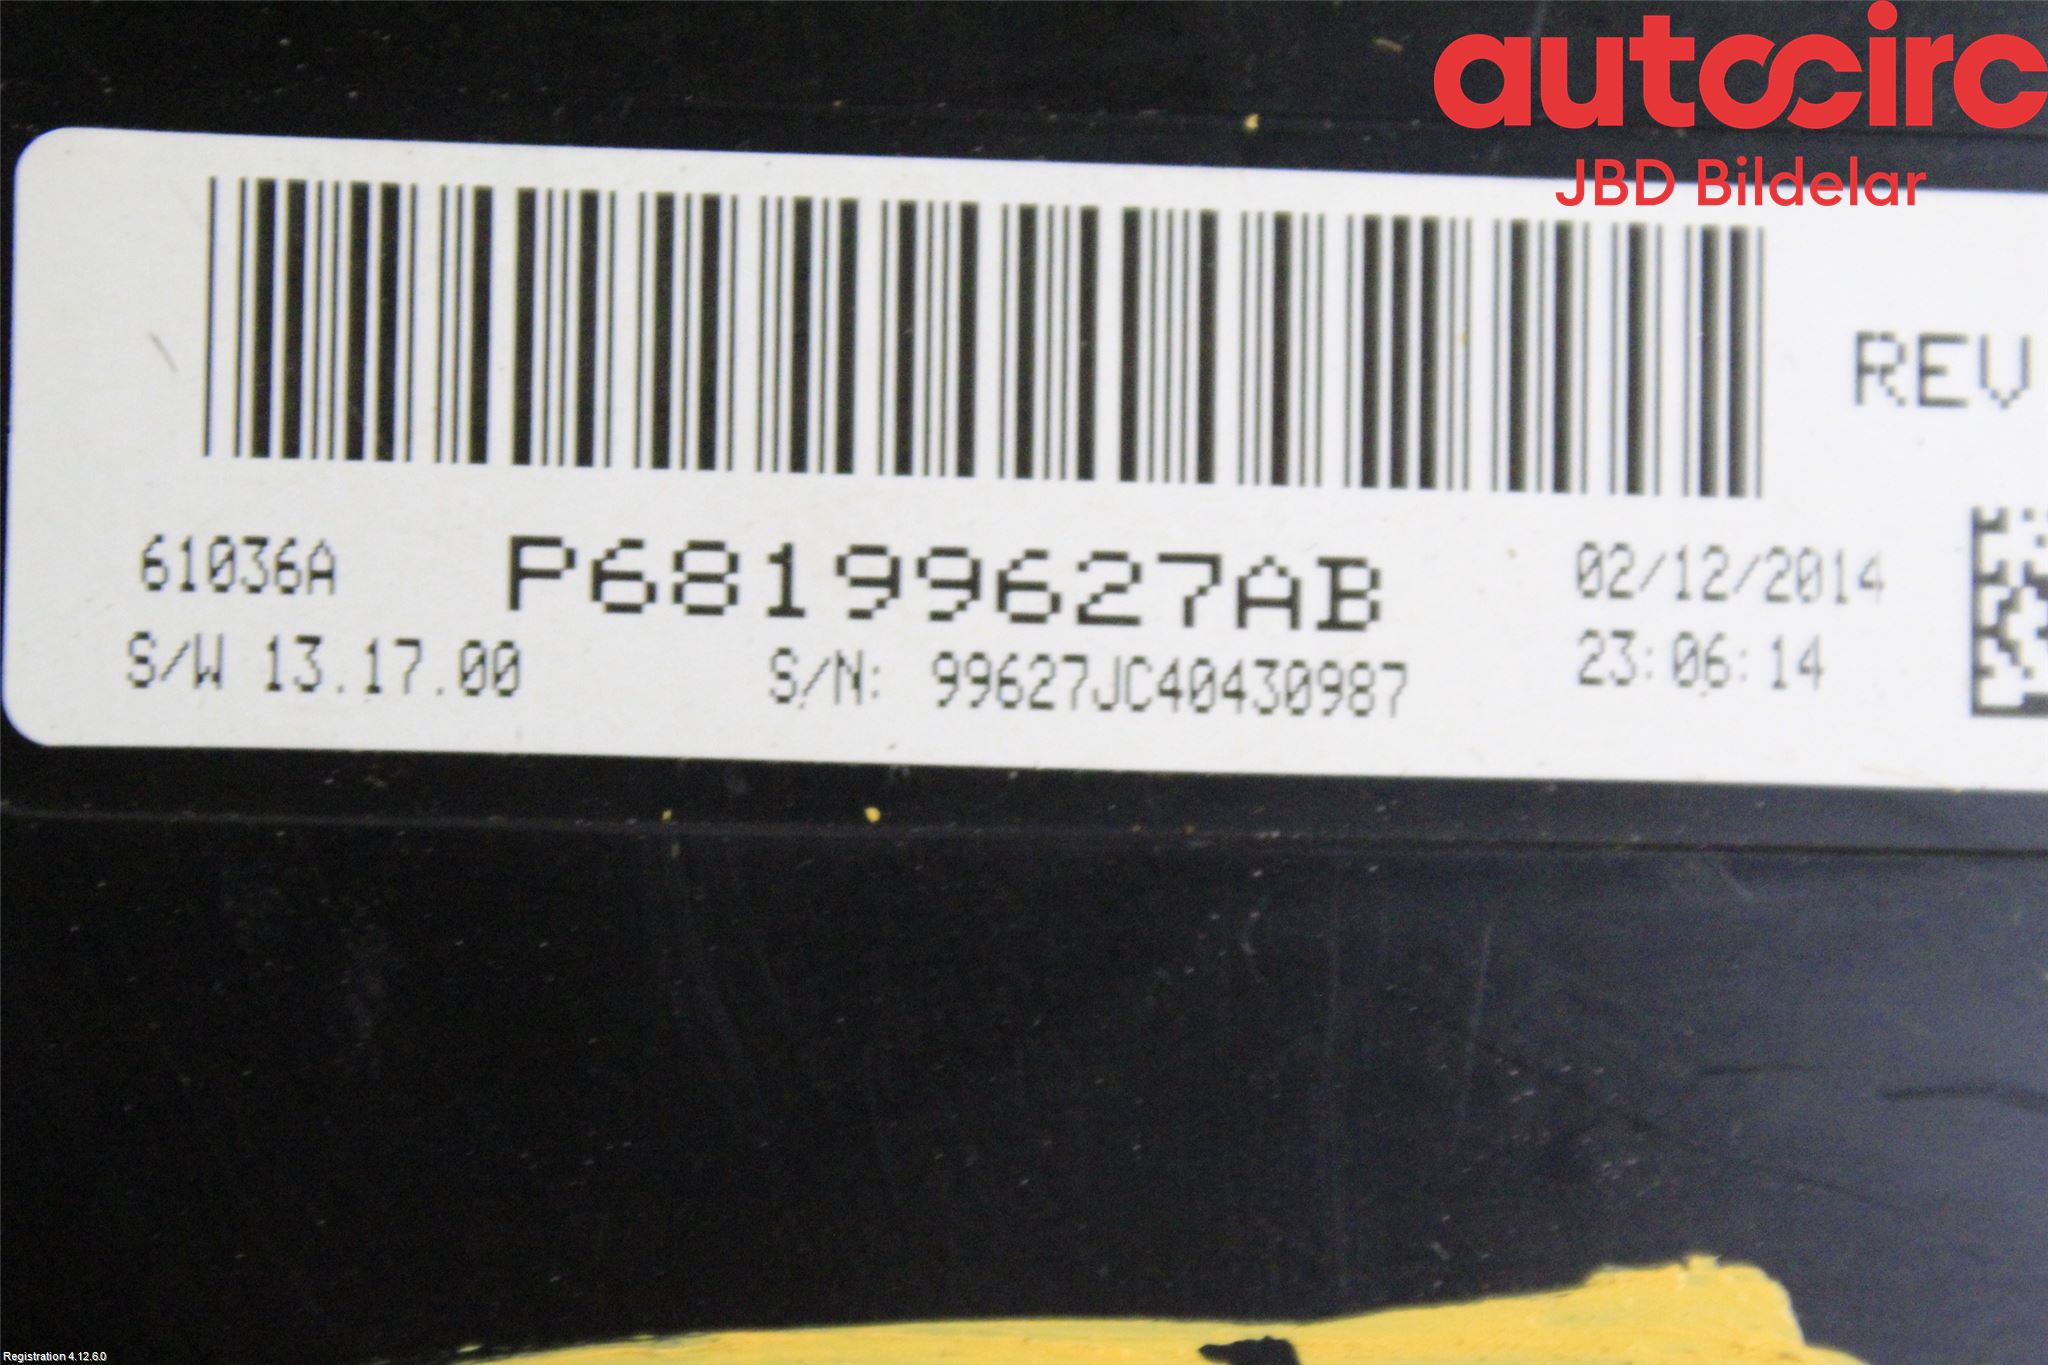 autocirc
JBD Bildelar
REV
61036A P68199627AB 02/12/2014
S/W 13.17.00 S/N: 99627JC40430987 23:06:14
Registration 4.12.6.0